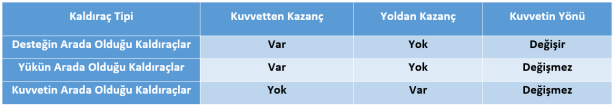 Kaldıraç Tipi Kuvvetten Kazanç Yoldan Kazanç Kuvvetin Yönü
Desteğin Arada Olduğu Kaldıraçlar Var Yok Değişir
Yükün Arada Olduğu Kaldıraçlar Var Yok Değişmez
Kuvvetin Arada Olduğu Kaldıraçlar Yok Var Değişmez